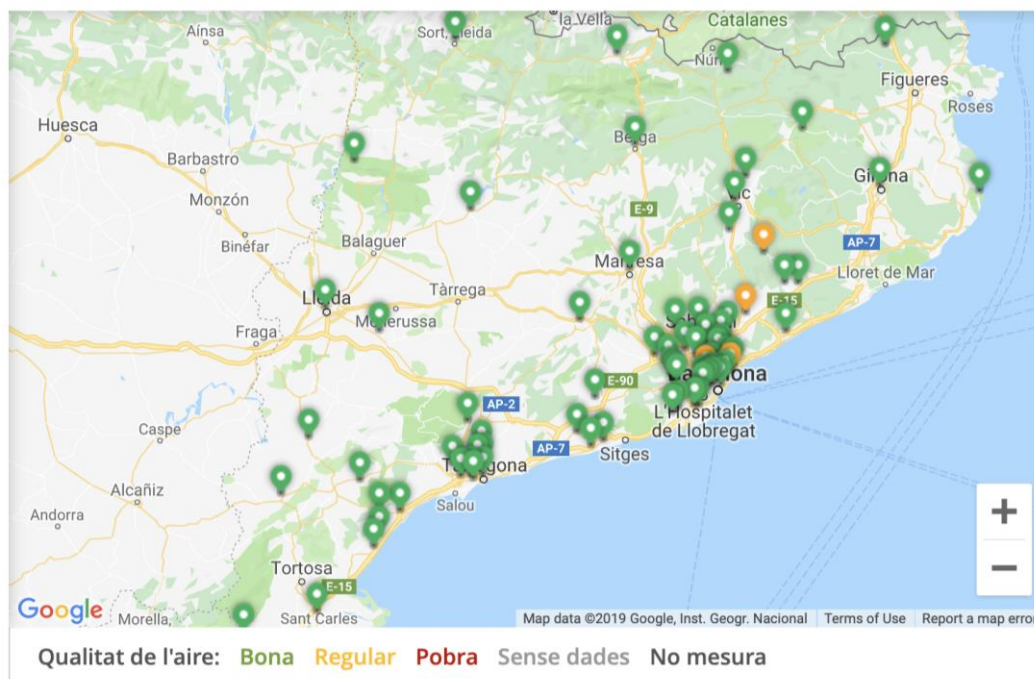 Aínsa
Sort, Lleida
la Vella
Catalanes
Núria
Figueres
Roses
Huesca
Berga
Barbastro
Vic
Girona
Monzón
E-9
Binéfar
Balaguer
AP-7
Manresa
Lloret de Mar
Tàrrega
Lleida
E-15
Mollerussa
Fraga
Sabadell
Barcelona
E-90
AP-2
L'Hospitalet
de Llobregat
Caspe
AP-7
Sitges
Tarragona
Alcañiz
Salou
Andorra
Tortosa
E-15
Google
Morella,
Sant Carles
Map data ©2019 Google, Inst. Geogr. Nacional
Terms of Use
Report a map error
+
−
Qualitat de l'aire: Bona Regular Pobra Sense dades No mesura